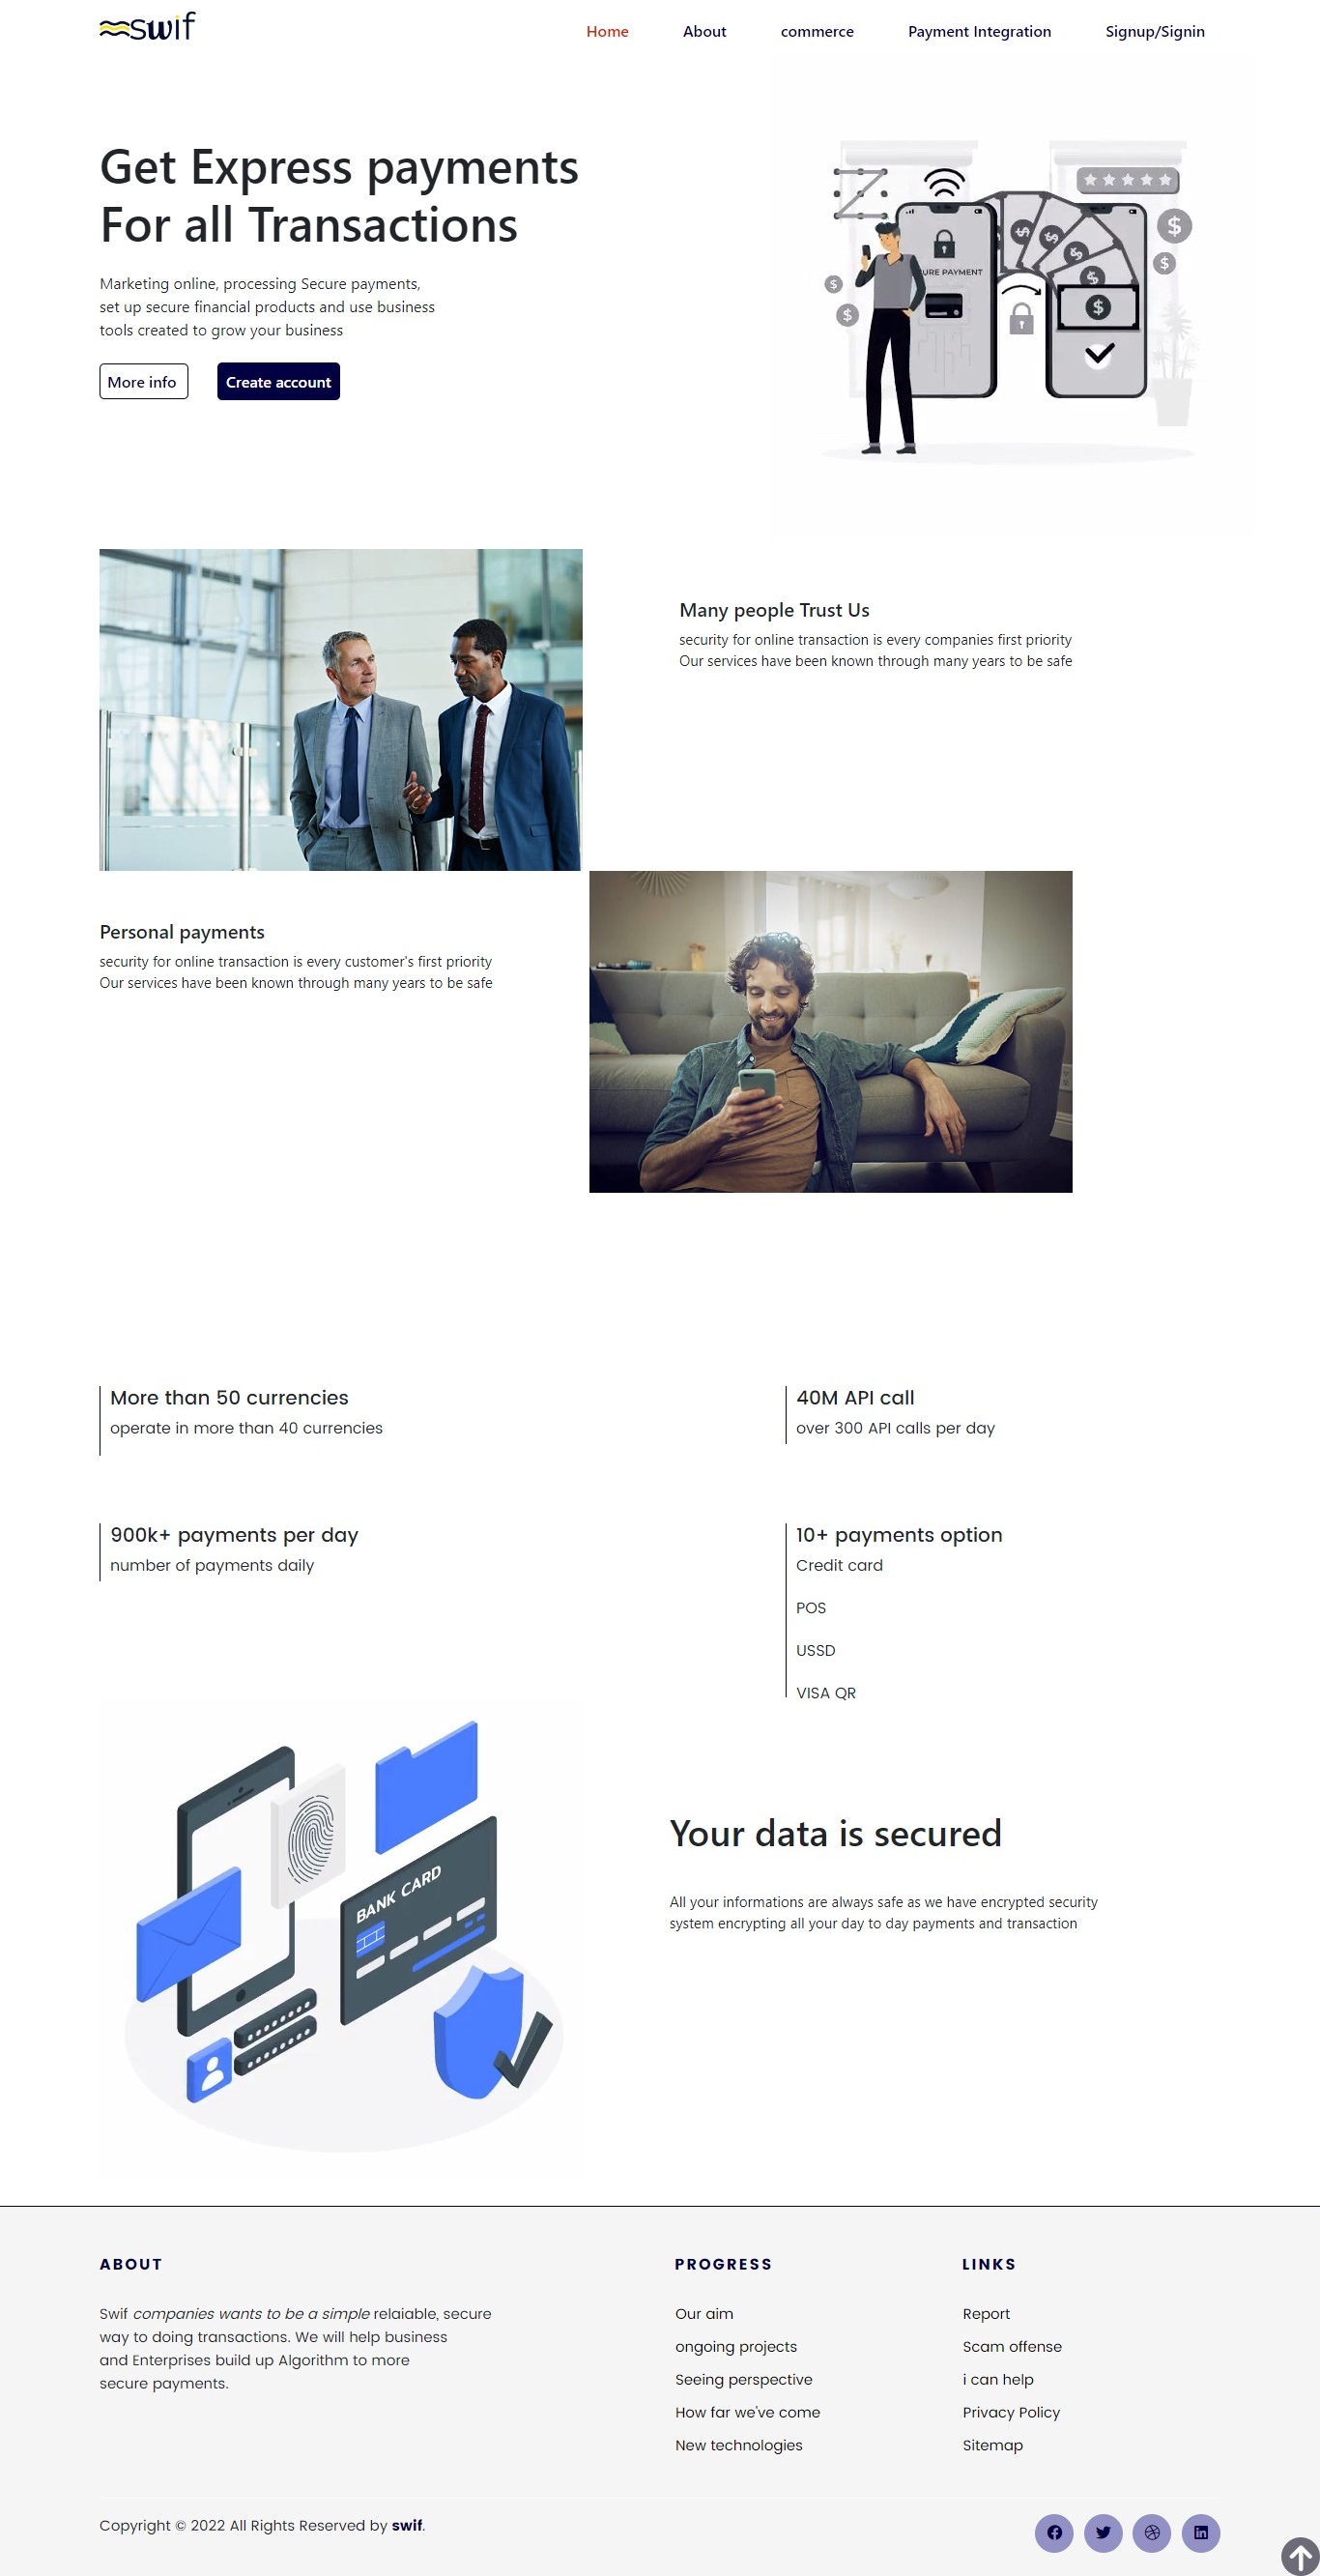 swif
Home About commerce Payment Integration Signup/Signin
Get Express payments
For all Transactions
Marketing online, processing Secure payments,
set up secure financial products and use business
tools created to grow your business
More info Create account
URE PAYMENT
Many people Trust Us
security for online transaction is every companies first priority
Our services have been known through many years to be safe
Personal payments
security for online transaction is every customer's first priority
Our services have been known through many years to be safe
More than 50 currencies
operate in more than 40 currencies
40M API call
over 300 API calls per day
900k+ payments per day
number of payments daily
10+ payments option
Credit card
POS
USSD
VISA QR
BANK CARD
Your data is secured
All your informations are always safe as we have encrypted security
system encrypting all your day to day payments and transaction
ABOUT
Swif companies wants to be a simple relaiable, secure
way to doing transactions. We will help business
and Enterprises build up Algorithm to more
secure payments.
PROGRESS
Our aim
ongoing projects
Seeing perspective
How far we've come
New technologies
LINKS
Report
Scam offense
i can help
Privacy Policy
Sitemap
Copyright © 2022 All Rights Reserved by swif.